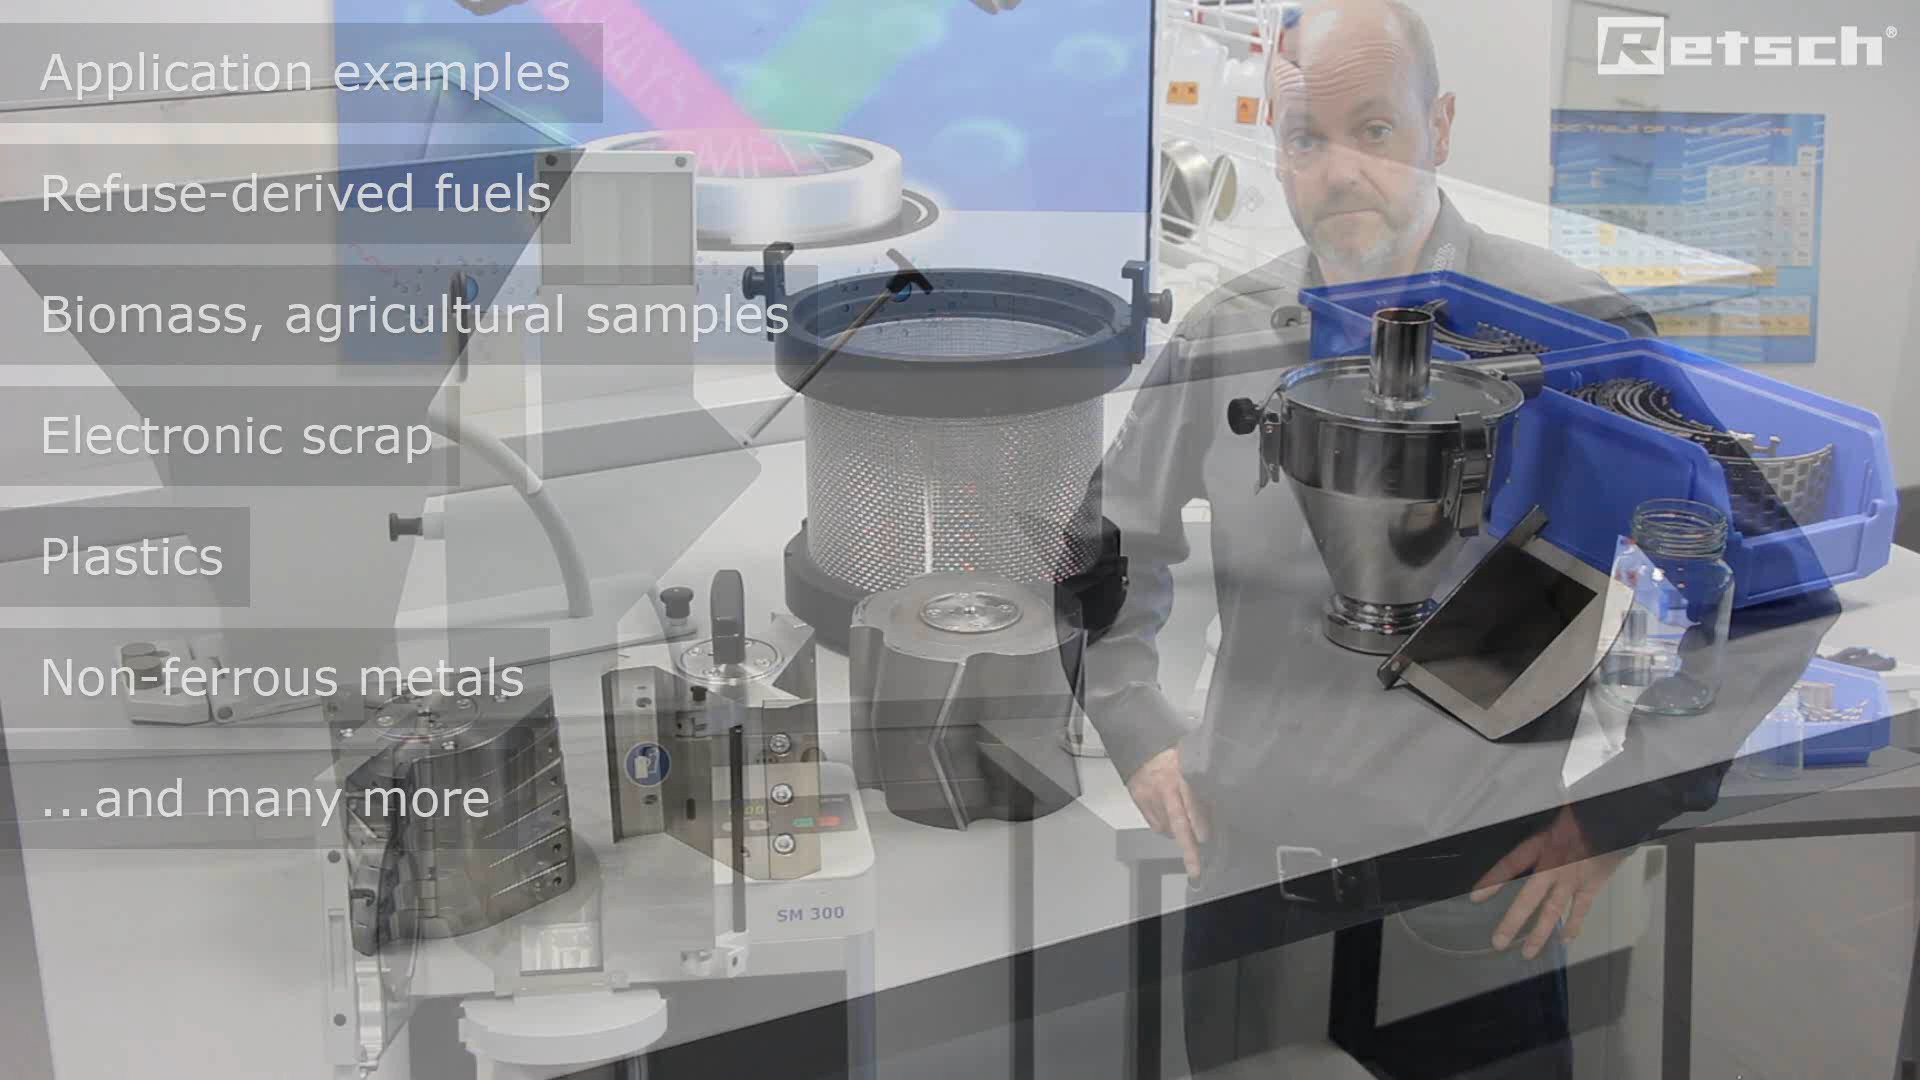 Application examples
Retsch®
Refuse-derived fuels
Biomass, agricultural samples
Electronic scrap
Plastics
Non-ferrous metals
...and many more
SM 300